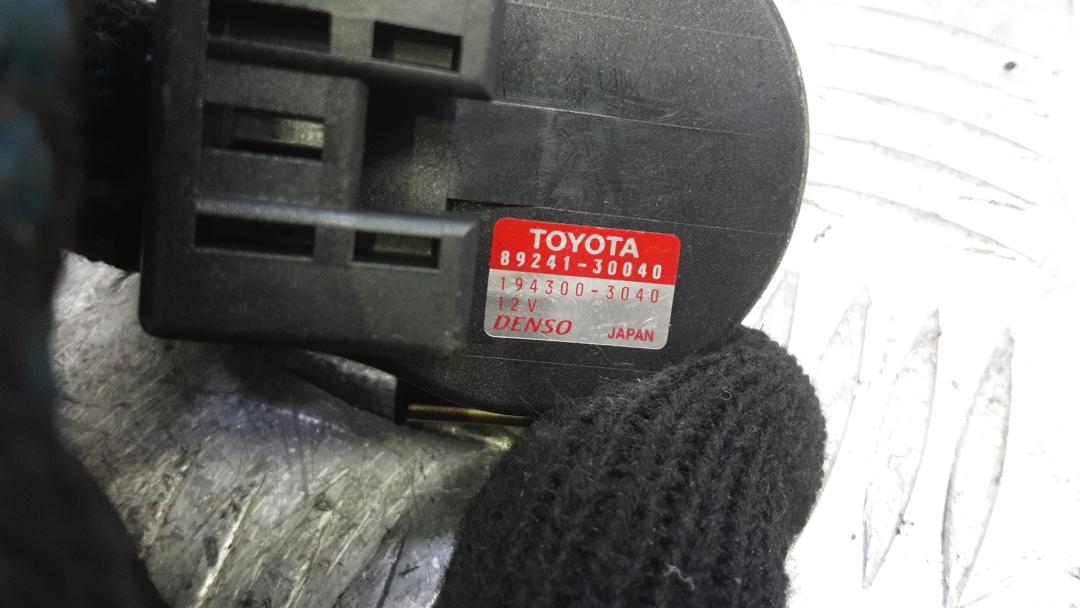 TOYOTA
89241-30040
194300-3040
12V
DENSO JAPAN